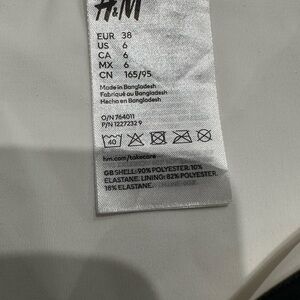 H&M
EUR 38
US 6
CA 6
MX 6
CN 165/95
Made in Bangladesh
Fabriqué au Bangladesh
Hecho en Bangladesh
O/N 764011
P/N 1227232 9
40
hm.com/takecare
GB SHELL: 90% POLYESTER. 10%
ELASTANE. LINING: 82% POLYESTER.
18% ELASTANE.